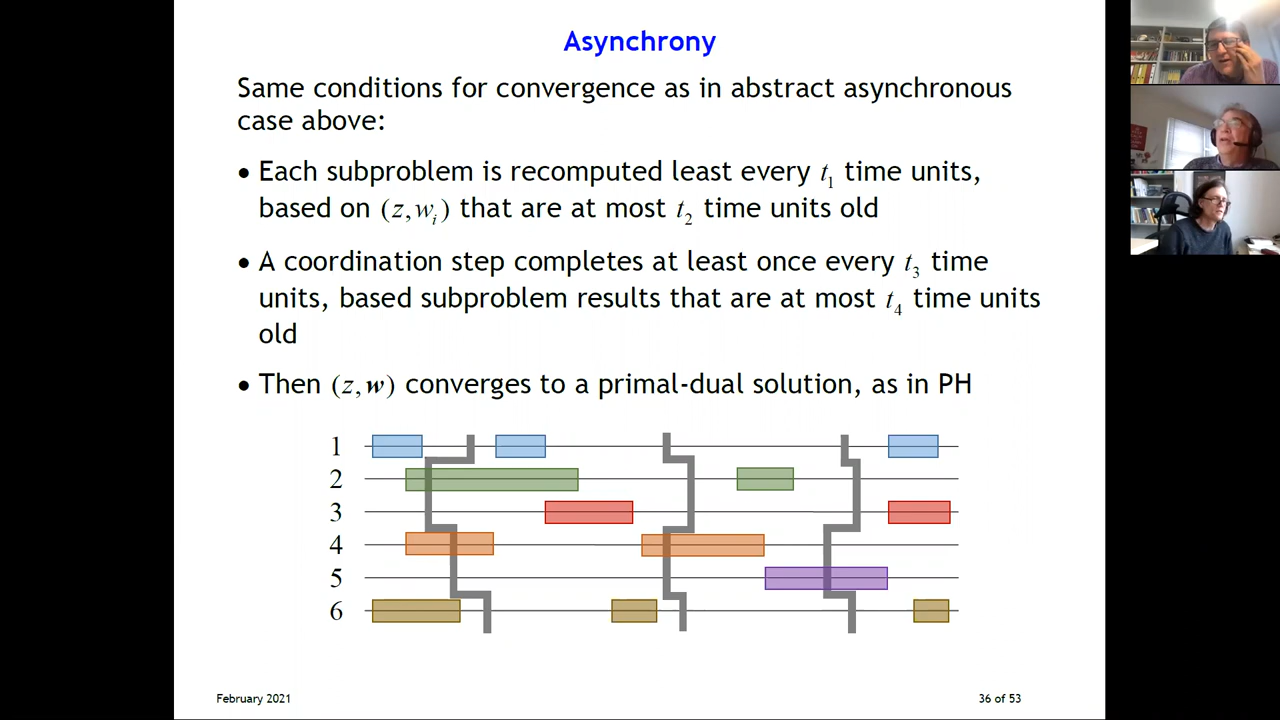 Asynchrony
Same conditions for convergence as in abstract asynchronous
case above:
• Each subproblem is recomputed least every t₁ time units,
based on (z,wᵢ) that are at most t₂ time units old
• A coordination step completes at least once every t₃ time
units, based subproblem results that are at most t₄ time units
old
• Then (z,w) converges to a primal-dual solution, as in PH
1
2
3
4
5
6
February 2021
36 of 53